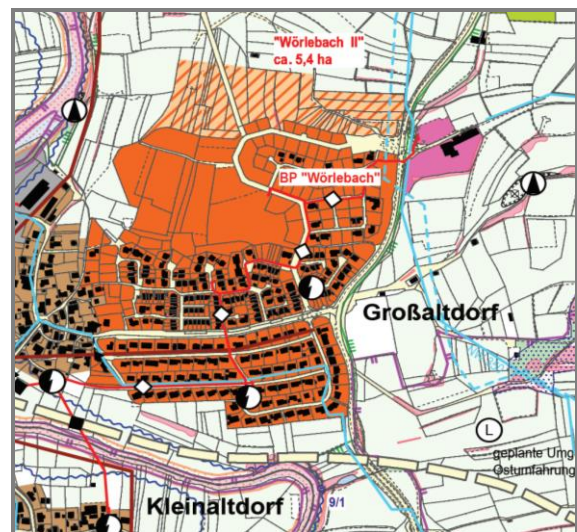 "Wörlebach II"
ca. 5,4 ha
BP "Wörlebach"
Großaltdorf
L
geplante Umg
Ostumfahrung
Kleinaltdorf
9/1